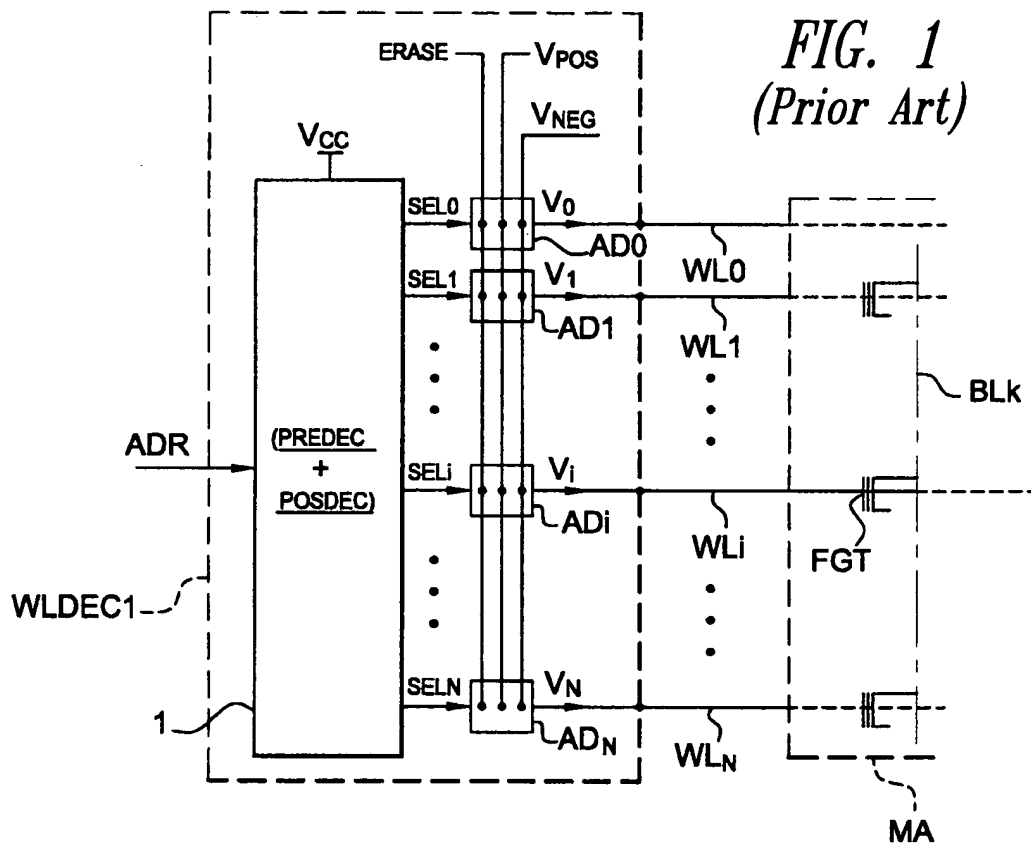 FIG. 1
(Prior Art)
ERASE
VPOS
VNEG
VCC
SEL0
V0
AD0
WL0
SEL1
V1
AD1
WL1
BLk
ADR
(PREDEC
+
POSDEC)
SELi
Vi
ADi
WLi
FGT
WLDEC1
SELN
VN
ADN
WLN
1
MA